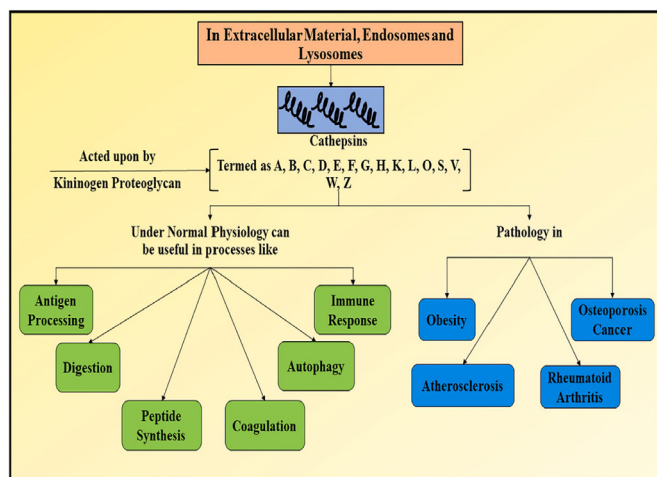 In Extracellular Material, Endosomes and
Lysosomes
Cathepsins
Acted upon by
Kininogen Proteoglycan
Termed as A, B, C, D, E, F, G, H, K, L, O, S, V,
W, Z
Under Normal Physiology can
be useful in processes like
Pathology in
Antigen
Processing
Digestion
Peptide
Synthesis
Coagulation
Autophagy
Immune
Response
Obesity
Atherosclerosis
Rheumatoid
Arthritis
Osteoporosis
Cancer